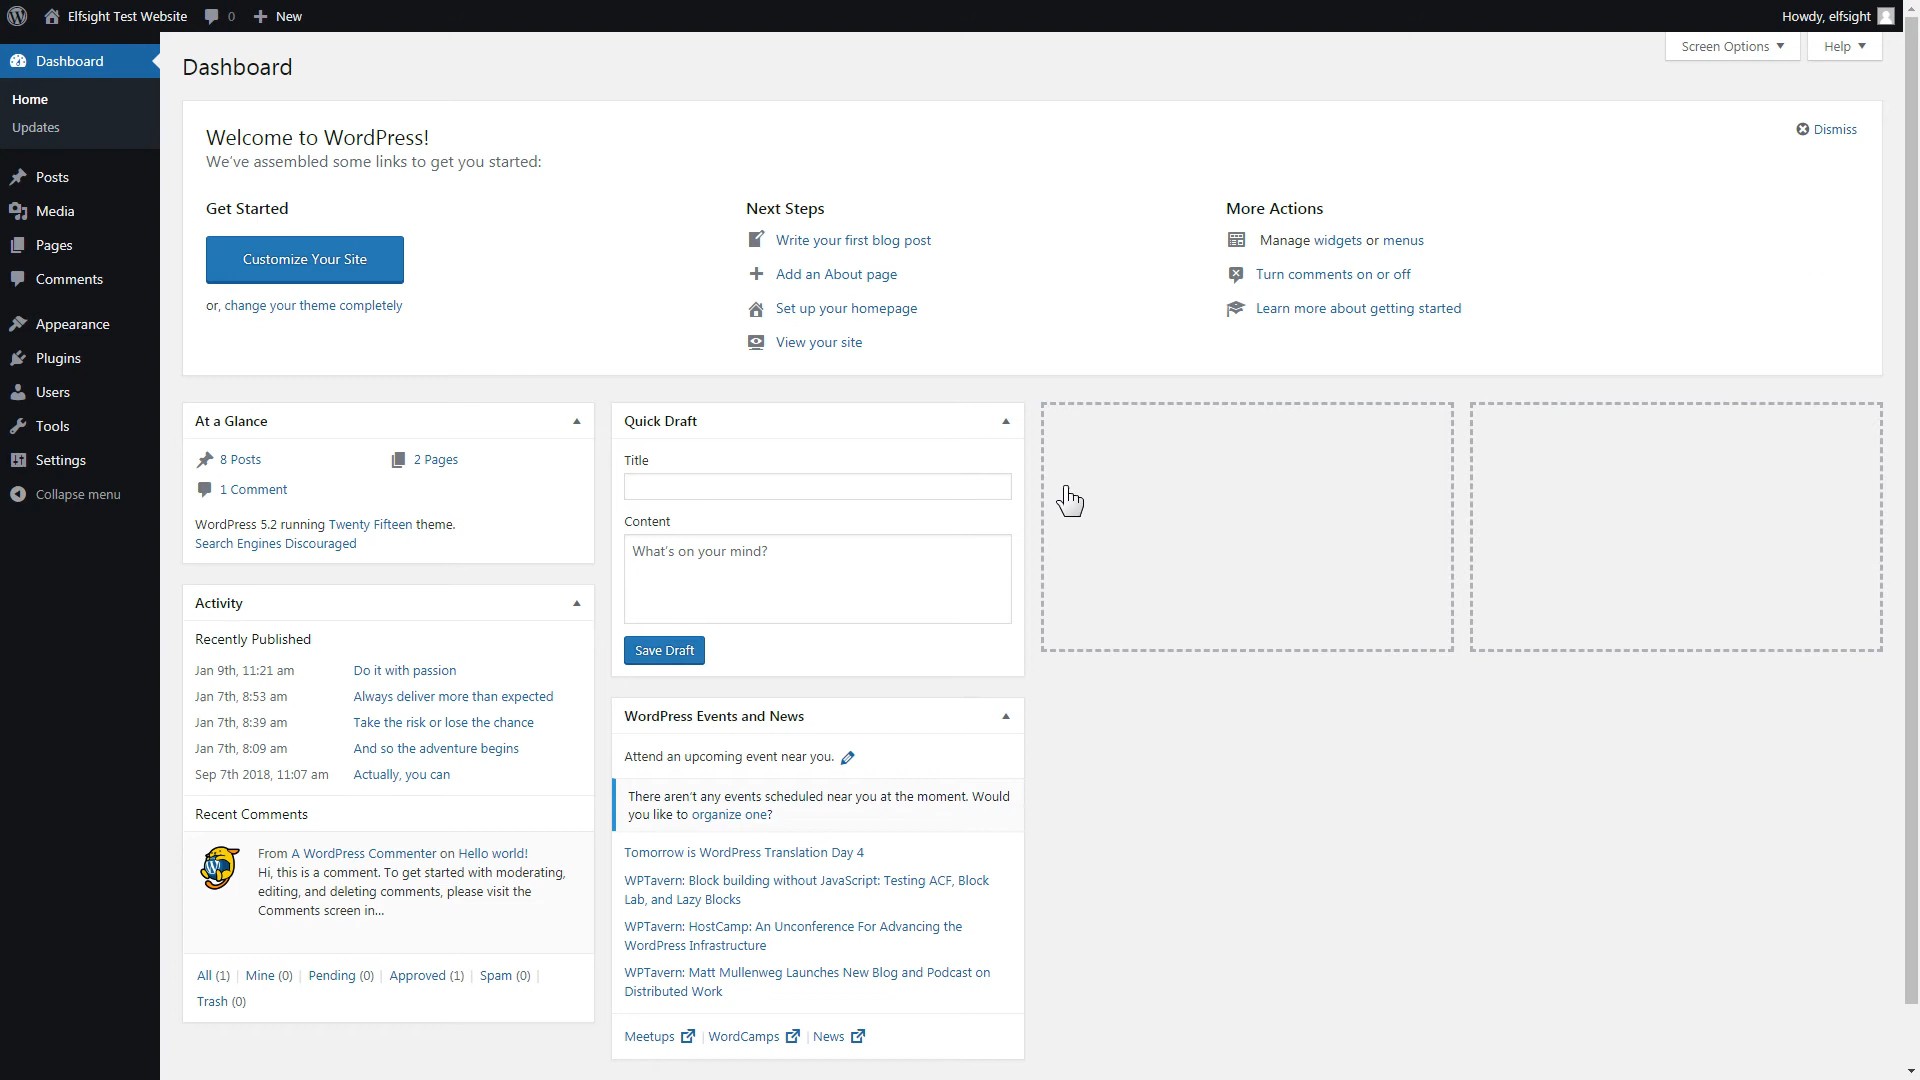 Elfsight Test Website
0
New
Howdy, elfsight
Dashboard
Home
Updates
Posts
Media
Pages
Comments
Appearance
Plugins
Users
Tools
Settings
Collapse menu
Screen Options
Help
Dashboard
Welcome to WordPress!
We've assembled some links to get you started:
Dismiss
Get Started
Customize Your Site
or, change your theme completely
Next Steps
Write your first blog post
Add an About page
Set up your homepage
View your site
More Actions
Manage widgets or menus
Turn comments on or off
Learn more about getting started
At a Glance
8 Posts
2 Pages
1 Comment
WordPress 5.2 running Twenty Fifteen theme.
Search Engines Discouraged
Activity
Recently Published
Jan 9th, 11:21 am Do it with passion
Jan 7th, 8:53 am Always deliver more than expected
Jan 7th, 8:39 am Take the risk or lose the chance
Jan 7th, 8:09 am And so the adventure begins
Sep 7th 2018, 11:07 am Actually, you can
Recent Comments
From A WordPress Commenter on Hello world!
Hi, this is a comment. To get started with moderating,
editing, and deleting comments, please visit the
Comments screen in...
All (1) | Mine (0) | Pending (0) | Approved (1) | Spam (0) |
Trash (0)
Quick Draft
Title
Content
What's on your mind?
Save Draft
WordPress Events and News
Attend an upcoming event near you.
There aren't any events scheduled near you at the moment. Would
you like to organize one?
Tomorrow is WordPress Translation Day 4
WPTavern: Block building without JavaScript: Testing ACF, Block
Lab, and Lazy Blocks
WPTavern: HostCamp: An Unconference For Advancing the
WordPress Infrastructure
WPTavern: Matt Mullenweg Launches New Blog and Podcast on
Distributed Work
Meetups | WordCamps | News